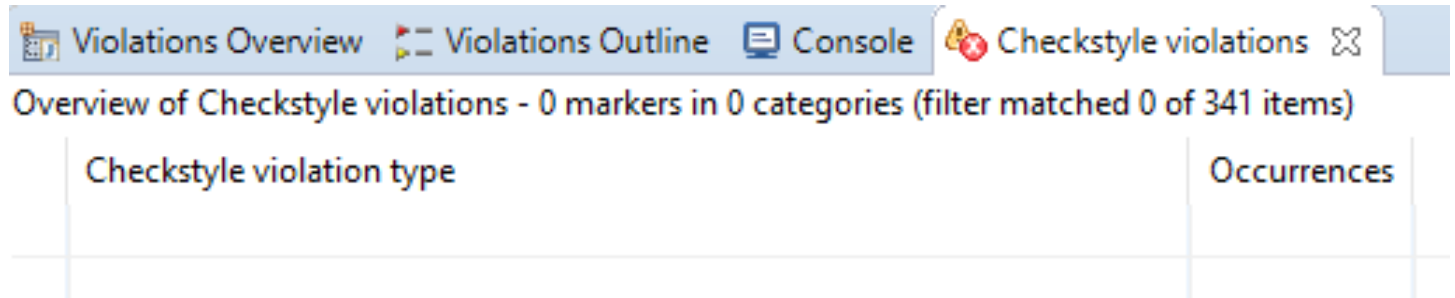 Violations Overview Violations Outline Console Checkstyle violations
Overview of Checkstyle violations - 0 markers in 0 categories (filter matched 0 of 341 items)
Checkstyle violation type Occurrences